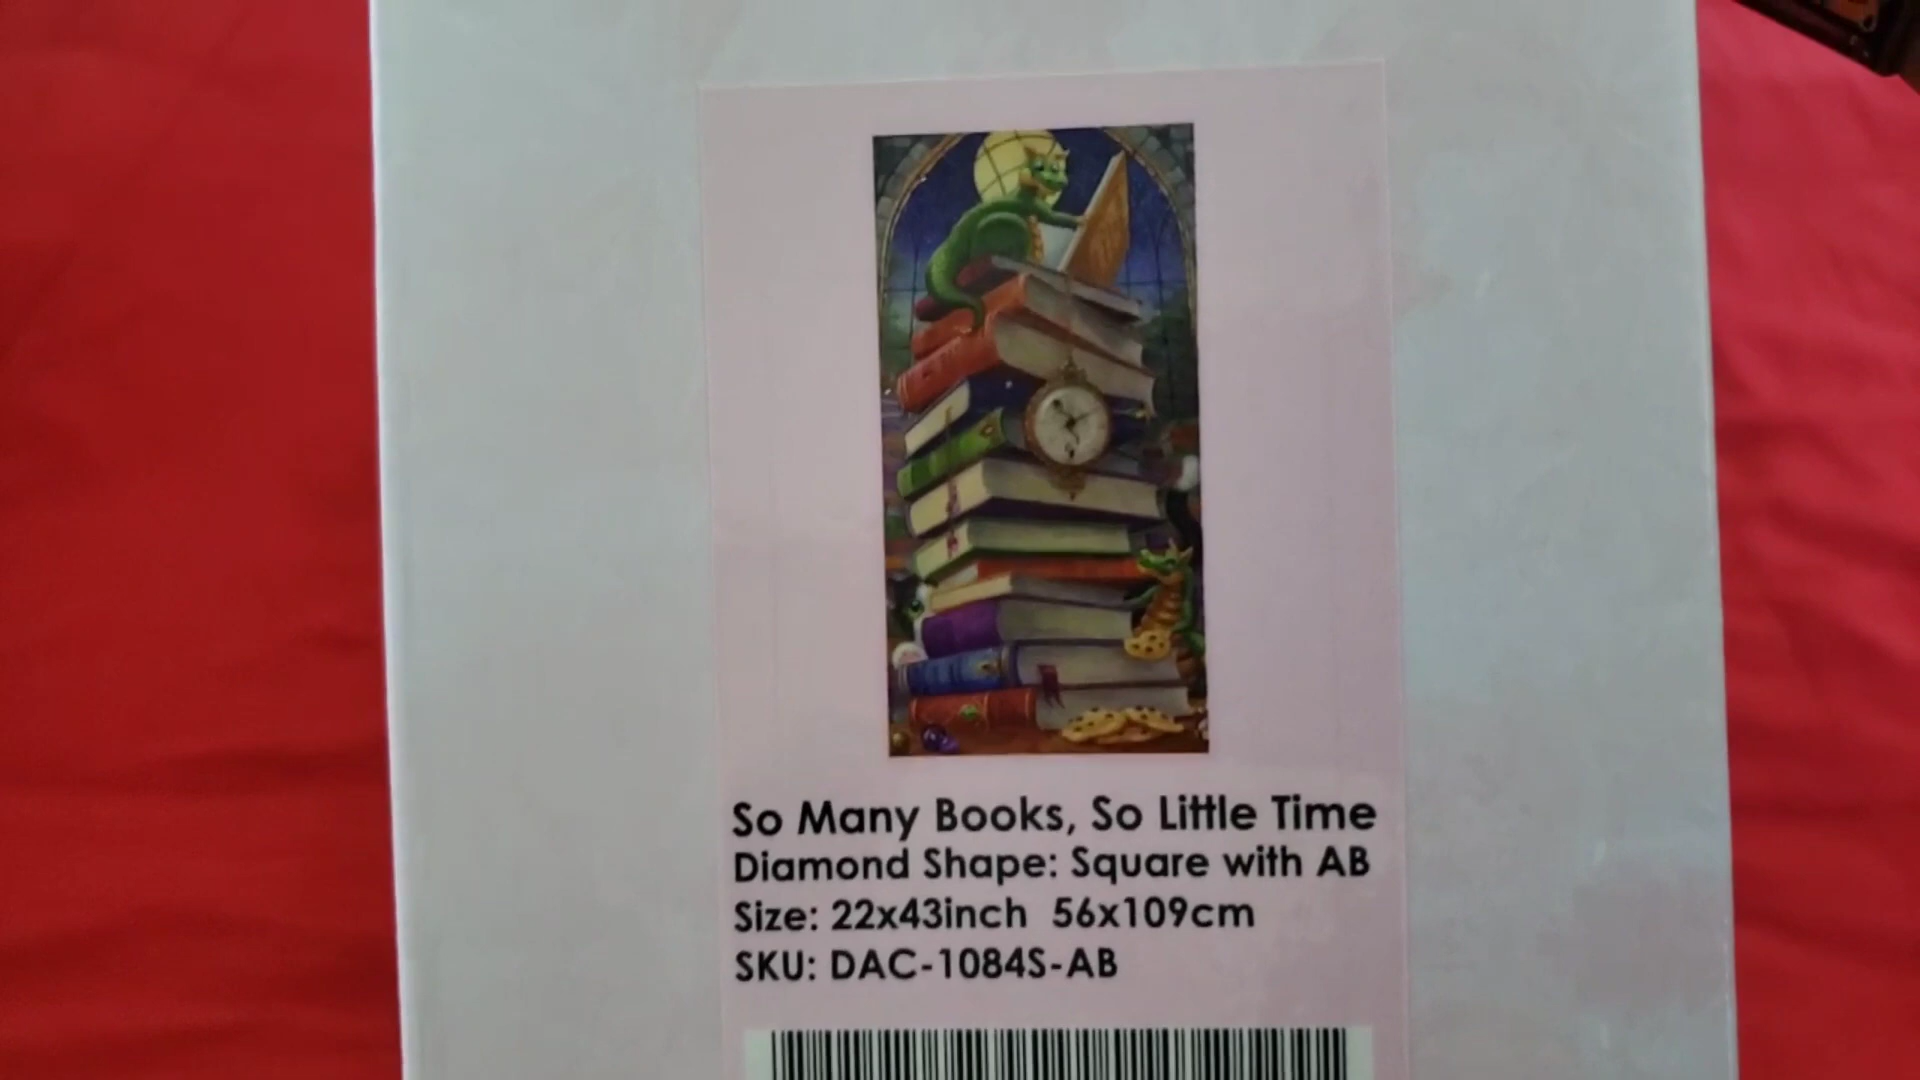 So Many Books, So Little Time
Diamond Shape: Square with AB
Size: 22x43inch 56x109cm
SKU: DAC-1084S-AB